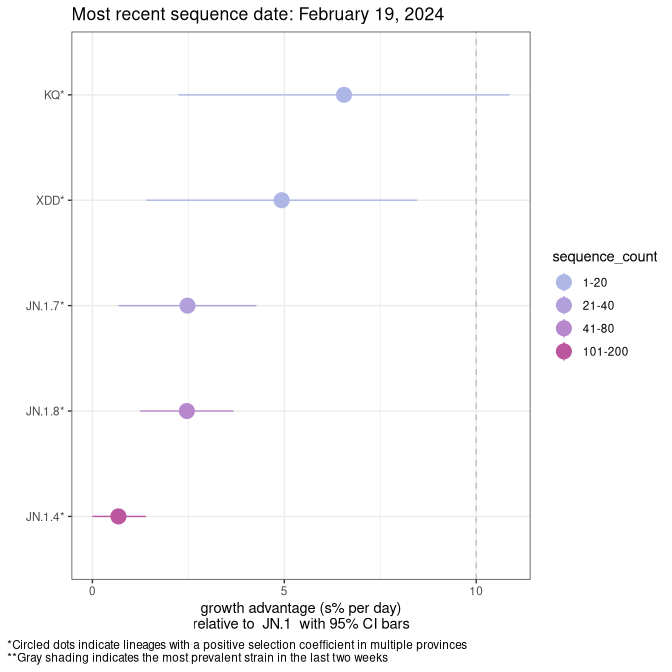 Most recent sequence date: February 19, 2024
KQ*
XDD*
JN.1.7*
JN.1.8*
JN.1.4*
0 5 10
growth advantage (s% per day)
relative to JN.1 with 95% CI bars
sequence_count
1-20
21-40
41-80
101-200
*Circled dots indicate lineages with a positive selection coefficient in multiple provinces
**Gray shading indicates the most prevalent strain in the last two weeks